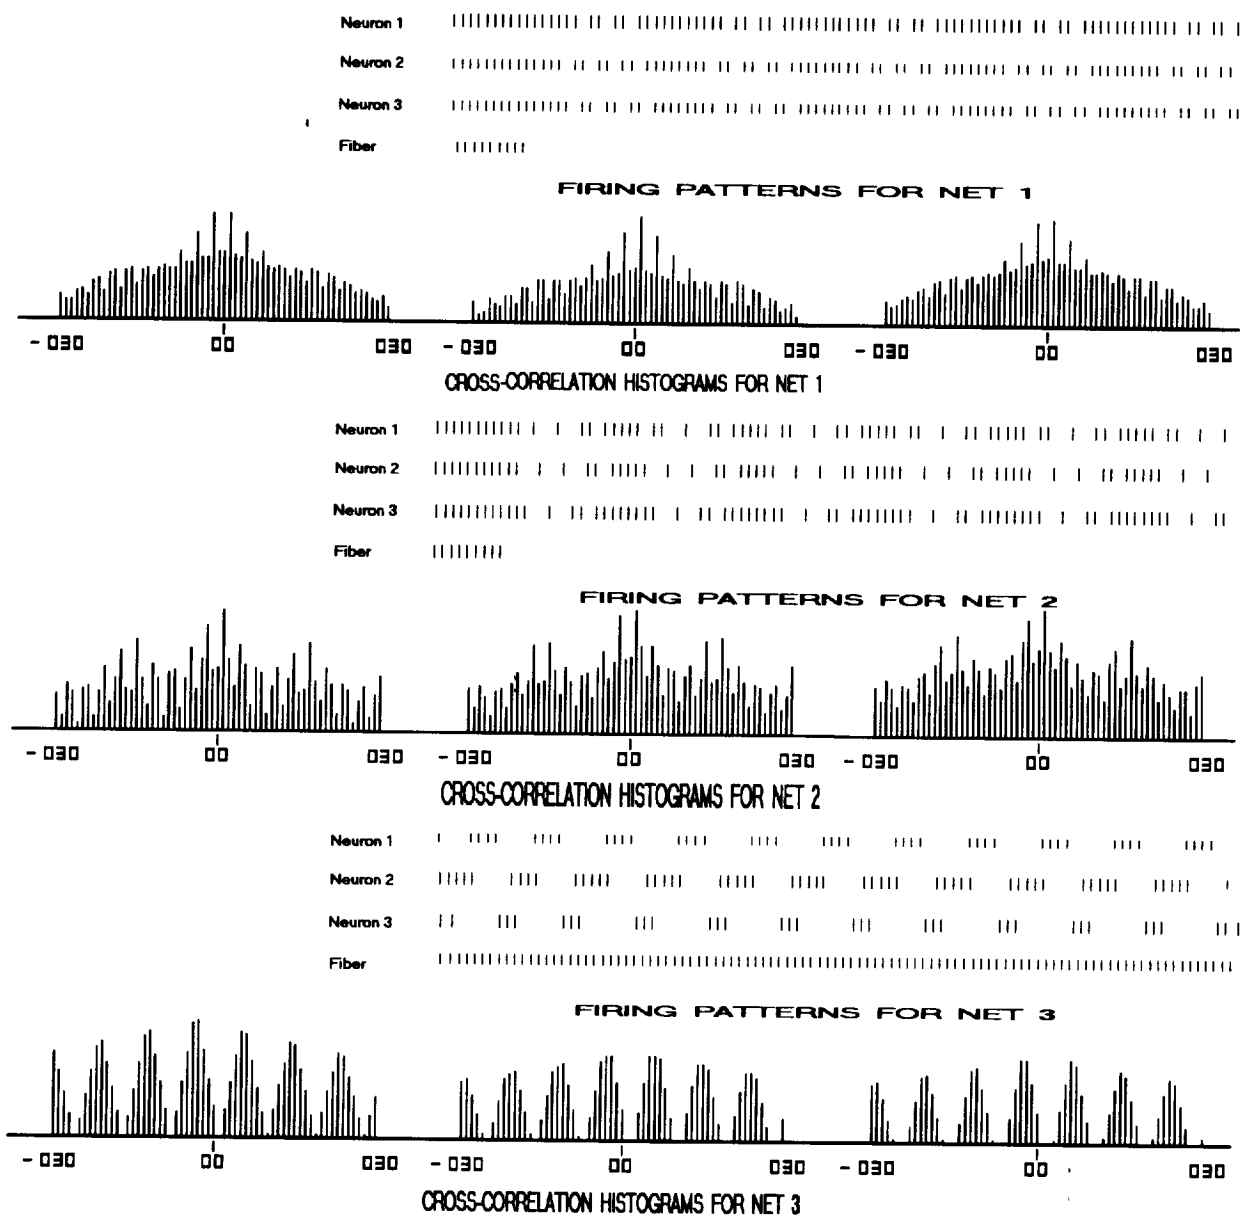 Neuron 1
Neuron 2
Neuron 3
Fiber
FIRING PATTERNS FOR NET 1
- 030 00 030 - 030 00 030 - 030 00 030
CROSS-CORRELATION HISTOGRAMS FOR NET 1
Neuron 1
Neuron 2
Neuron 3
Fiber
FIRING PATTERNS FOR NET 2
- 030 00 030 - 030 00 030 - 030 00 030
CROSS-CORRELATION HISTOGRAMS FOR NET 2
Neuron 1
Neuron 2
Neuron 3
Fiber
FIRING PATTERNS FOR NET 3
- 030 00 030 - 030 00 030 - 030 00 030
CROSS-CORRELATION HISTOGRAMS FOR NET 3